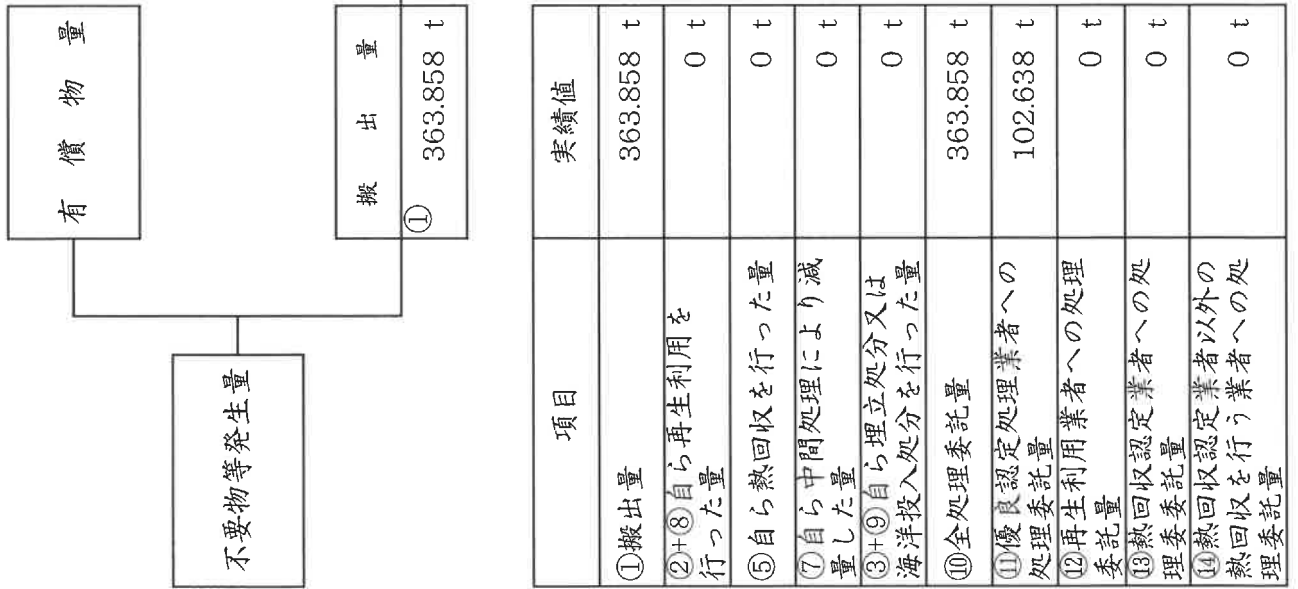 不要物等発生量
有償物量
搬出量
① 363.858 t
項目 実績値
①搬出量 363.858 t
②+⑧自ら再生利用を
行った量 0 t
⑤自ら熱回収を行った量 0 t
⑦自ら中間処理により減
量した量 0 t
③+⑨自ら埋立処分又は
海洋投入処分を行った量 0 t
⑩全処理委託量 363.858 t
⑪優良認定処理業者への
処理委託量 102.638 t
⑫再生利用業者への処理
委託量 0 t
⑬熱回収認定業者への処
理委委託量 0 t
⑭熱回収認定業者以外の
熱回収を行う業者への処
理委託量 0 t